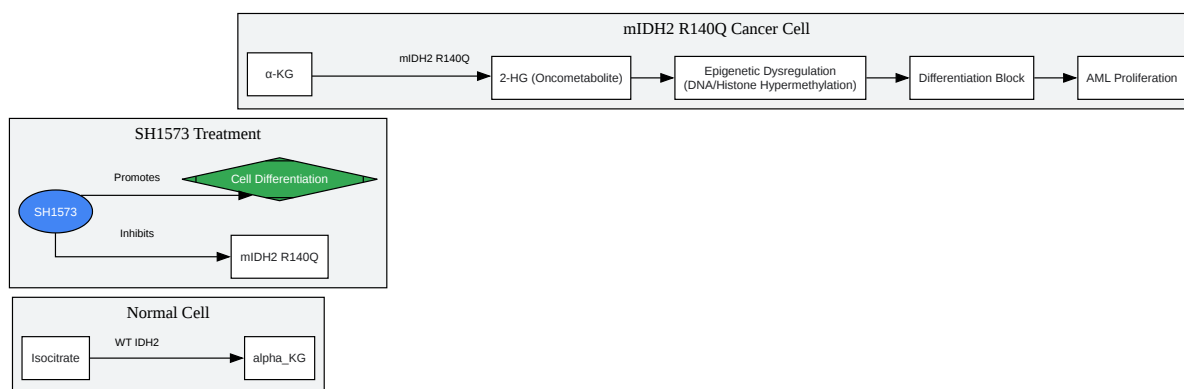 mIDH2 R140Q Cancer Cell
α-KG
mIDH2 R140Q
2-HG (Oncometabolite)
Epigenetic Dysregulation
(DNA/Histone Hypermethylation)
Differentiation Block
AML Proliferation
SH1573 Treatment
SH1573
Promotes
Cell Differentiation
Inhibits
mIDH2 R140Q
Normal Cell
Isocitrate
WT IDH2
alpha_KG